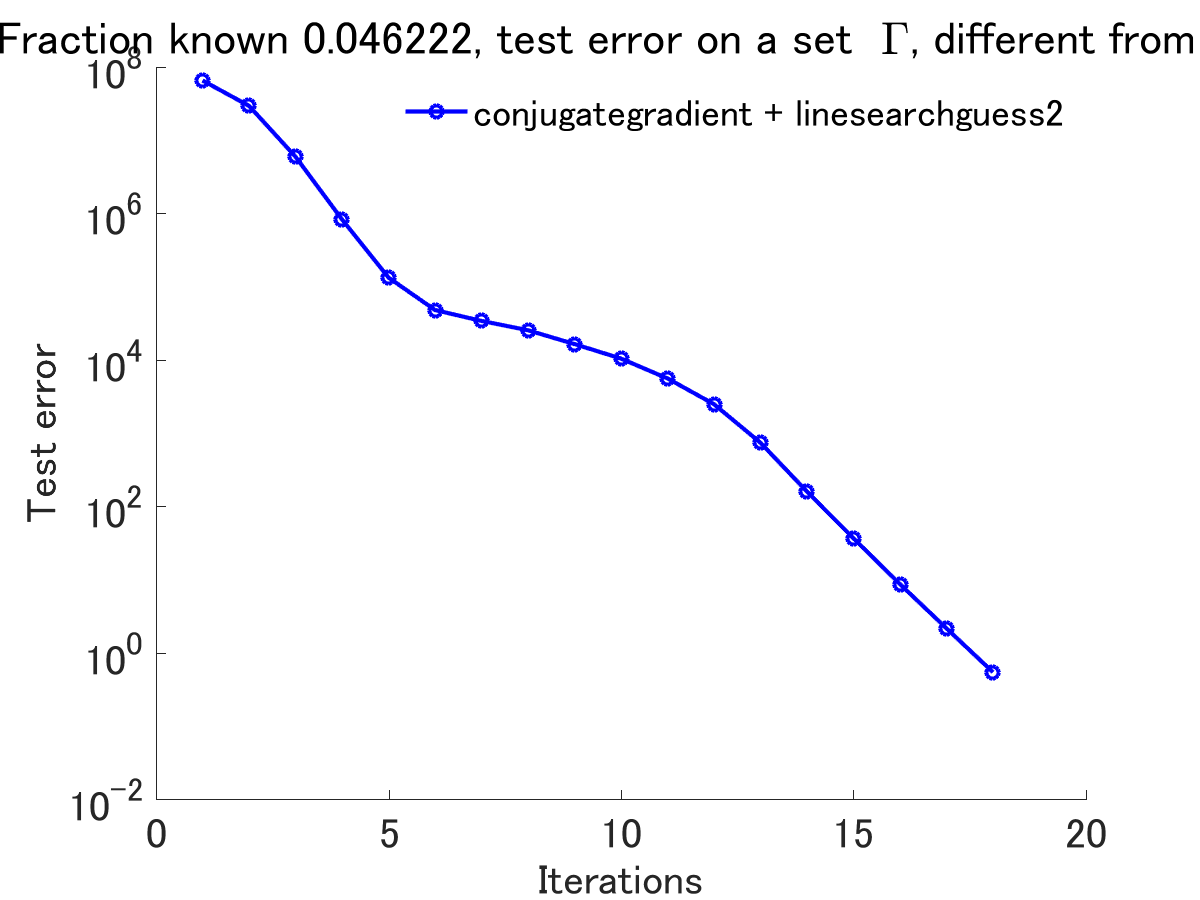 Fraction known 0.046222, test error on a set Γ, different from
10^8
conjugategradient + linesearchguess2
10^6
10^4
10^2
10^0
10^-2
Test error
0 5 10 15 20
Iterations